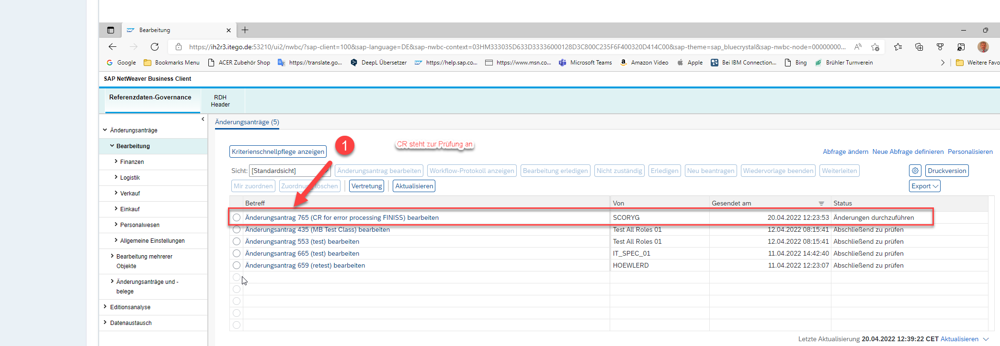 Bearbeitung
https://ih2r3.itego.de:53210/ui2/nwbc/?sap-client=100&sap-language=DE&sap-nwbc-context=03HM333035D633D33336000128D3C800C235F6F400320D414C00&sap-theme=sap_bluecrystal&sap-nwbc-node=00000000...
Google Bookmarks Menu ACER Zubehör Shop https://translate.go... DeepL Übersetzer https://help.sap.co... https://www.msn.co... Microsoft Teams Amazon Video Apple Bei IBM Connection... Bing Brühler Turnverein Weitere Favo
SAP NetWeaver Business Client
Referenzdaten-Governance
RDH
Header
Änderungsanträge
Bearbeitung
Finanzen
Logistik
Verkauf
Einkauf
Personalwesen
Allgemeine Einstellungen
Bearbeitung mehrerer
Objekte
Änderungsanträge und -
belege
Editionsanalyse
Datenaustausch
Änderungsanträge (5)
1
CR steht zur Prüfung an
Kriterienschnellpflege anzeigen
Abfrage ändern Neue Abfrage definieren Personalisieren
Sicht: [Standardsicht] Änderungsantrag bearbeiten Workflow-Protokoll anzeigen Bearbeitung erledigen Nicht zuständig Erledigen Neu beantragen Wiedervorlage beenden Weiterleiten Druckversion
Mir zuordnen Zuordnung löschen Vertretung Aktualisieren Export
Betreff Von Gesendet am Status
Änderungsantrag 765 (CR for error processing FINISS) bearbeiten SCORYG 20.04.2022 12:23:53 Änderungen durchzuführen
Änderungsantrag 435 (MB Test Class) bearbeiten Test All Roles 01 12.04.2022 08:15:41 Abschließend zu prüfen
Änderungsantrag 553 (test) bearbeiten Test All Roles 01 12.04.2022 08:15:41 Abschließend zu prüfen
Änderungsantrag 665 (test) bearbeiten IT_SPEC_01 11.04.2022 14:42:40 Abschließend zu prüfen
Änderungsantrag 659 (retest) bearbeiten HOEWLERD 11.04.2022 12:23:07 Abschließend zu prüfen
Letzte Aktualisierung 20.04.2022 12:39:22 CET Aktualisieren